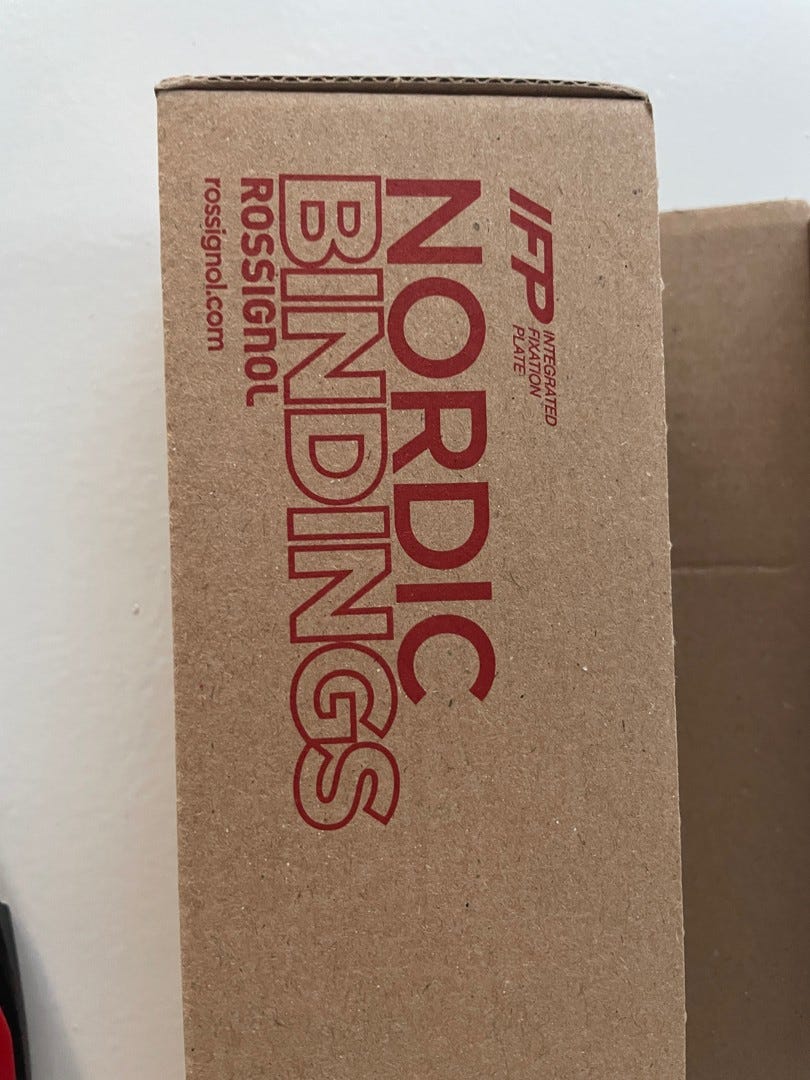 IFP INTEGRATED
FIXATION
PLATE
NORDIC
BINDINGS
ROSSIGNOL
rossignol.com